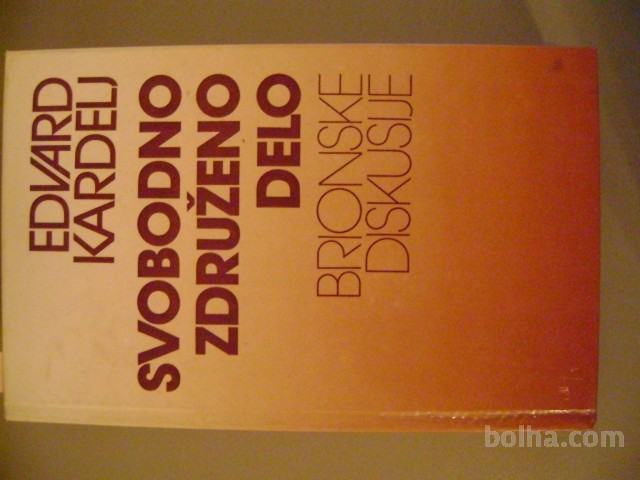 EDVARD
KARDELJ
SVOBODNO
ZDRUŽENO
DELO
BRIONSKE
DISKUSIJE
bolha.com